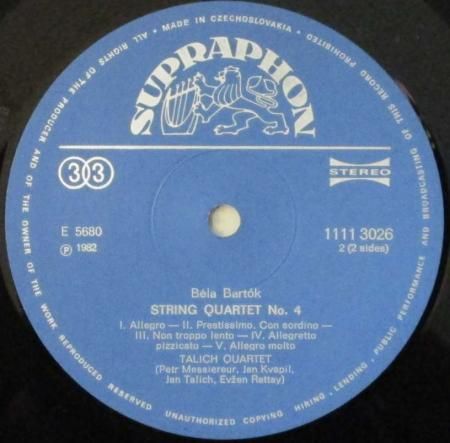 ALL RIGHTS OF THE PRODUCER AND OF THE OWNER OF THE WORK REPRODUCED RESERVED • MADE IN CZECHOSLOVAKIA • UNAUTHORIZED COPYING • HIRING • LENDING • PUBLIC PERFORMANCE AND BROADCASTING OF THIS RECORD PROHIBITED
SUPRAPHON
33
STEREO
E 5680
1111 3026
Ⓟ 1982
2 (2 sides)
Béla Bartók
STRING QUARTET No. 4
I. Allegro — II. Prestissimo. Con sordino —
III. Non troppo lento — IV. Allegretto
pizzicato — V. Allegro molto
TALICH QUARTET
(Petr Messiereur, Jan Kvapil,
Jan Talich, Evžen Rattay)